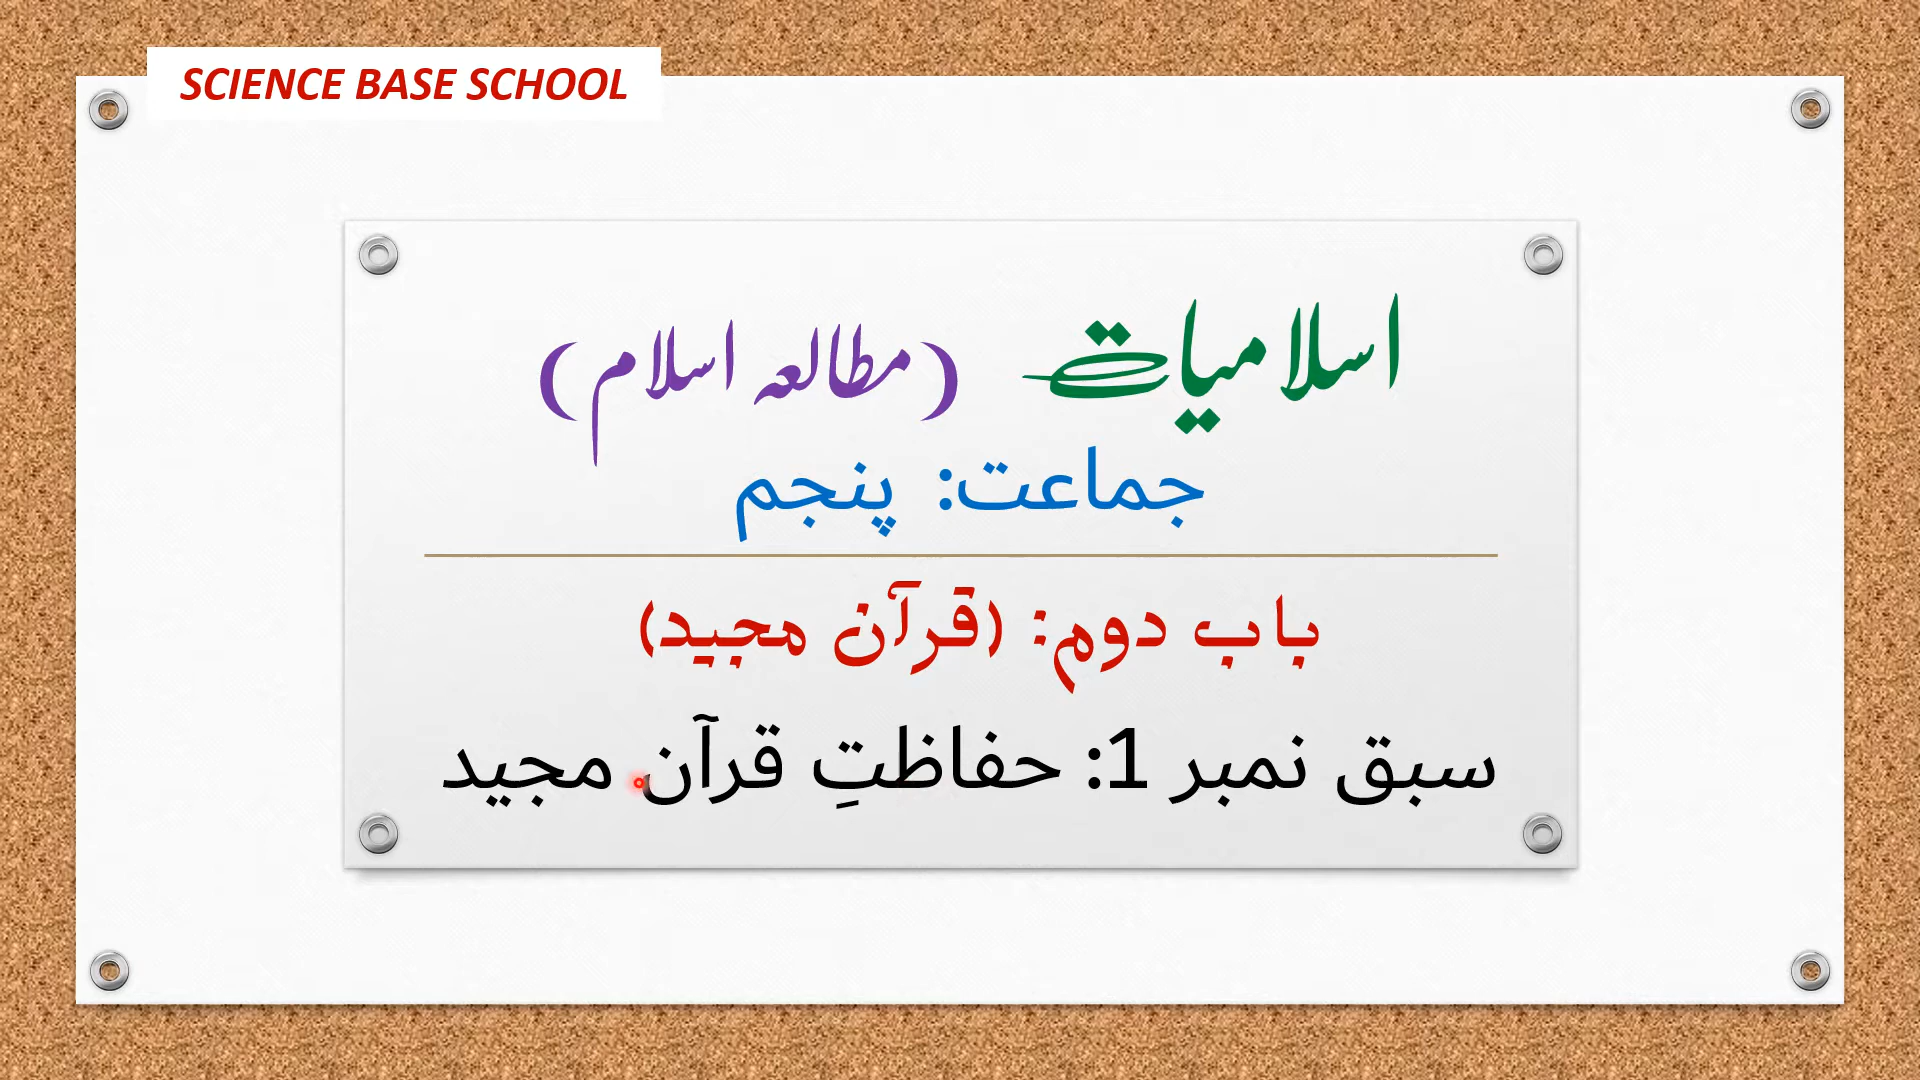 SCIENCE BASE SCHOOL
اسلامیات (مطالعہ اسلام)
جماعت: پنجم
باب دوم: (قرآن مجید)
سبق نمبر 1: حفاظتِ قرآن مجید